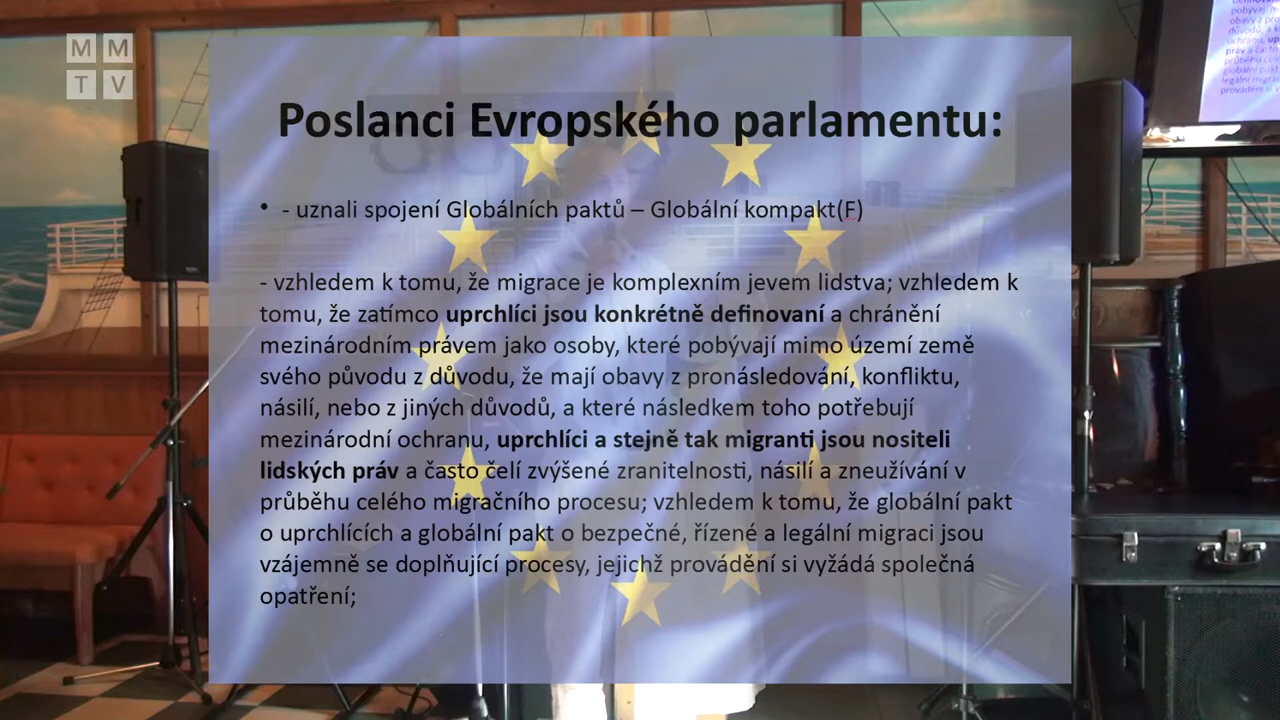 M M
T V
Poslanci Evropského parlamentu:
• - uznali spojení Globálních paktů – Globální kompakt(F)
- vzhledem k tomu, že migrace je komplexním jevem lidstva; vzhledem k
tomu, že zatímco uprchlíci jsou konkrétně definovaní a chránění
mezinárodním právem jako osoby, které pobývají mimo území země
svého původu z důvodu, že mají obavy z pronásledování, konfliktu,
násilí, nebo z jiných důvodů, a které následkem toho potřebují
mezinárodní ochranu, uprchlíci a stejně tak migranti jsou nositeli
lidských práv a často čelí zvýšené zranitelnosti, násilí a zneužívání v
průběhu celého migračního procesu; vzhledem k tomu, že globální pakt
o uprchlících a globální pakt o bezpečné, řízené a legální migraci jsou
vzájemně se doplňující procesy, jejichž provádění si vyžádá společná
opatření;